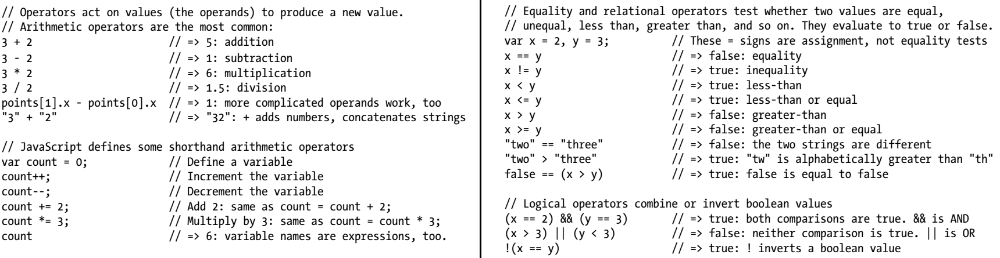 // Operators act on values (the operands) to produce a new value.
// Arithmetic operators are the most common:
3 + 2                      // => 5: addition
3 - 2                      // => 1: subtraction
3 * 2                      // => 6: multiplication
3 / 2                      // => 1.5: division
points[1].x - points[0].x  // => 1: more complicated operands work, too
"3" + "2"                  // => "32": + adds numbers, concatenates strings

// JavaScript defines some shorthand arithmetic operators
var count = 0;             // Define a variable
count++;                   // Increment the variable
count--;                   // Decrement the variable
count += 2;                // Add 2: same as count = count + 2;
count *= 3;                // Multiply by 3: same as count = count * 3;
count                      // => 6: variable names are expressions, too.

// Equality and relational operators test whether two values are equal,
// unequal, less than, greater than, and so on. They evaluate to true or false.
var x = 2, y = 3;          // These = signs are assignment, not equality tests
x == y                     // => false: equality
x != y                     // => true: inequality
x < y                      // => true: less-than
x <= y                     // => true: less-than or equal
x > y                      // => false: greater-than
x >= y                     // => false: greater-than or equal
"two" == "three"           // => false: the two strings are different
"two" > "three"            // => true: "tw" is alphabetically greater than "th"
false == (x > y)           // => true: false is equal to false

// Logical operators combine or invert boolean values
(x == 2) && (y == 3)       // => true: both comparisons are true. && is AND
(x > 3) || (y < 3)         // => false: neither comparison is true. || is OR
!(x == y)                  // => true: ! inverts a boolean value